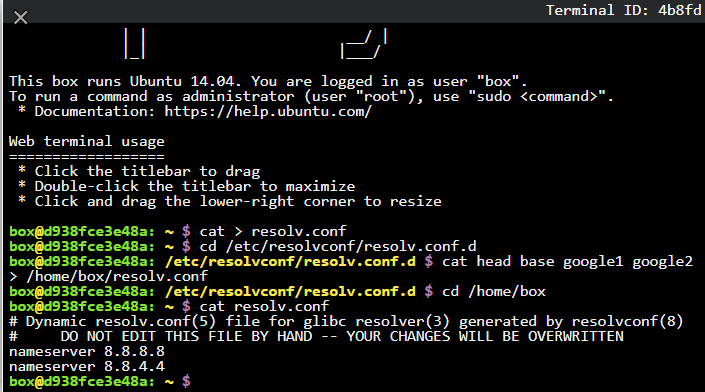 Terminal ID: 4b8fd
This box runs Ubuntu 14.04. You are logged in as user "box".
To run a command as administrator (user "root"), use "sudo <command>".
* Documentation: https://help.ubuntu.com/
Web terminal usage
==================
* Click the titlebar to drag
* Double-click the titlebar to maximize
* Click and drag the lower-right corner to resize
box@d938fce3e48a: ~ $ cat > resolv.conf
box@d938fce3e48a: ~ $ cd /etc/resolvconf/resolv.conf.d
box@d938fce3e48a: /etc/resolvconf/resolv.conf.d $ cat head base google1 google2
> /home/box/resolv.conf
box@d938fce3e48a: /etc/resolvconf/resolv.conf.d $ cd /home/box
box@d938fce3e48a: ~ $ cat resolv.conf
# Dynamic resolv.conf(5) file for glibc resolver(3) generated by resolvconf(8)
#     DO NOT EDIT THIS FILE BY HAND -- YOUR CHANGES WILL BE OVERWRITTEN
nameserver 8.8.8.8
nameserver 8.8.4.4
box@d938fce3e48a: ~ $